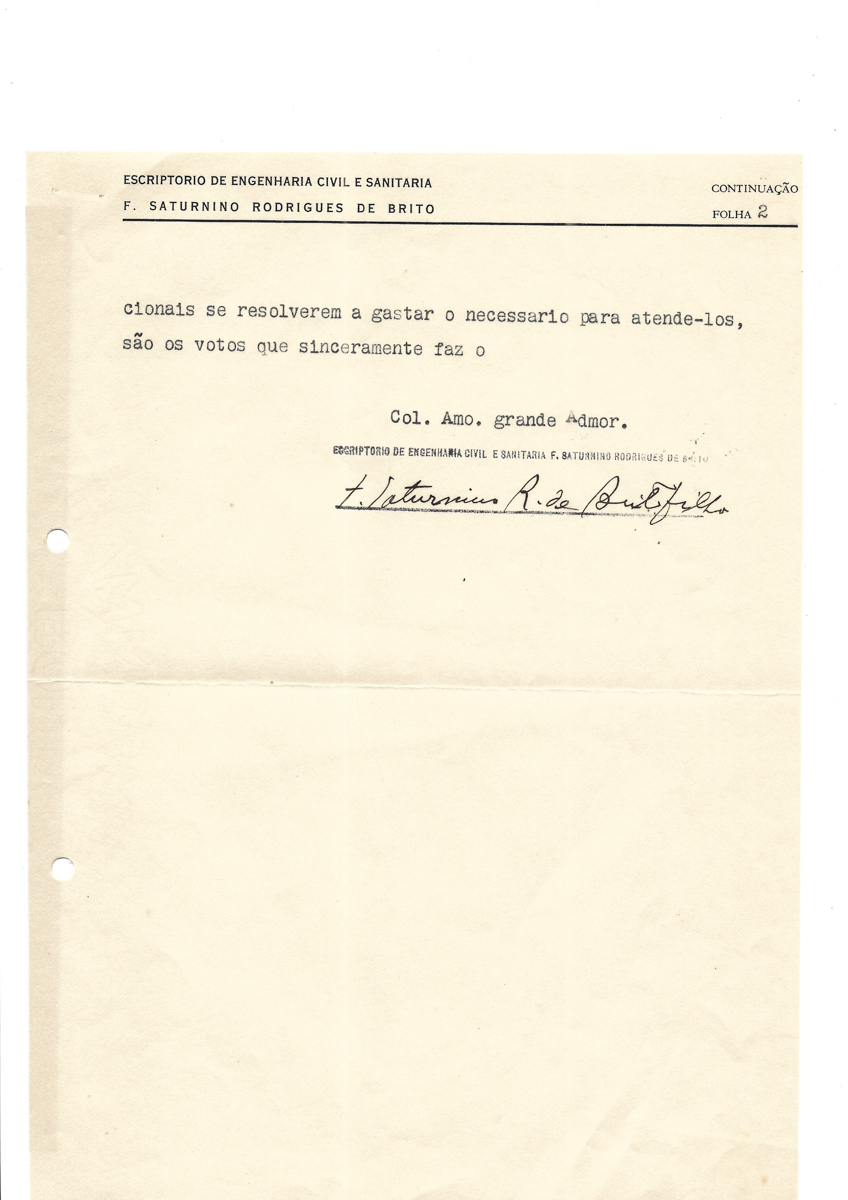 ESCRIPTORIO DE ENGENHARIA CIVIL E SANITARIA
F. SATURNINO RODRIGUES DE BRITO
CONTINUAÇÃO
FOLHA 2
cionais se resolverem a gastar o necessario para atende-los,
são os votos que sinceramente faz o
Col. Amo. grande Admor.
ESCRIPTORIO DE ENGENHARIA CIVIL E SANITARIA F. SATURNINO RODRIGUES DE BRITO
F. Saturnino R. de Brito Filho